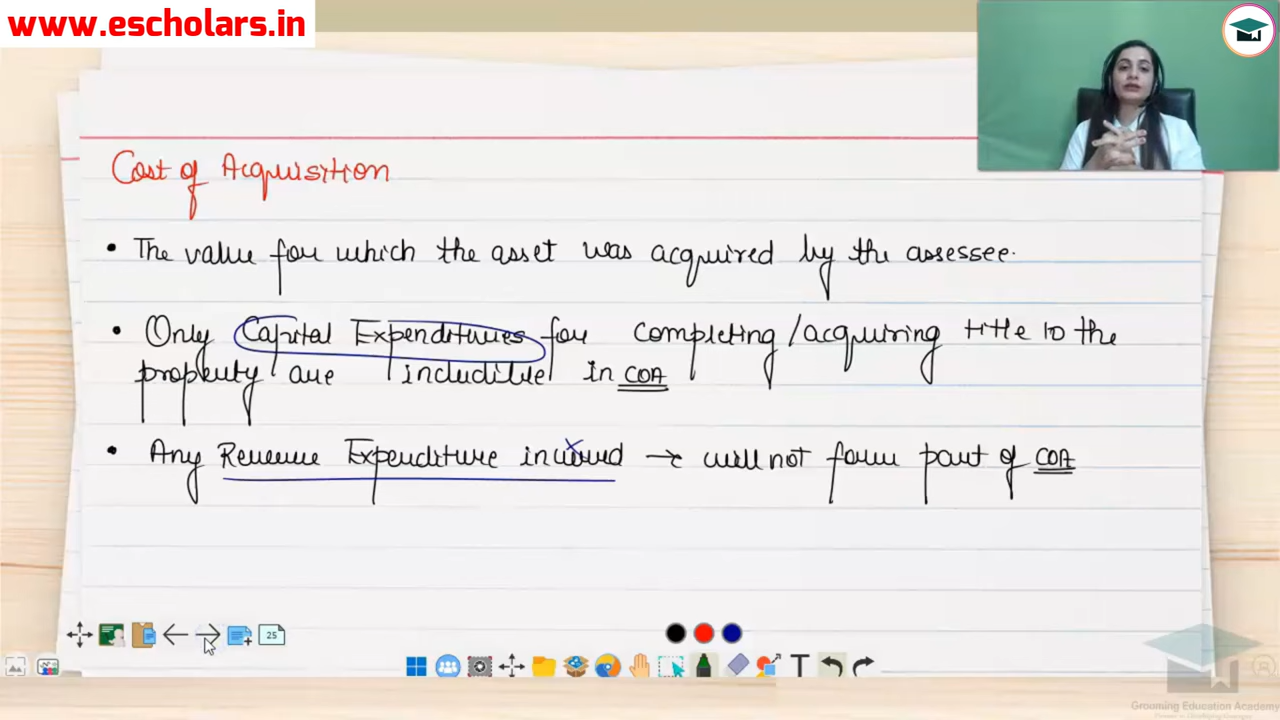 www.escholars.in
Cost of Acquisition
• The value for which the asset was acquired by the assessee.
• Only Capital Expenditures for completing/acquiring title to the
property are includible in COA
• Any Revenue Expenditure incurred → will not form part of COA
25
T
Grooming Education Academy